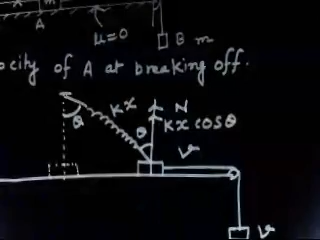 m
A
μ=0
B m
ocity of A at breaking off.
θ
kx
θ
N
kx cosθ
v
v